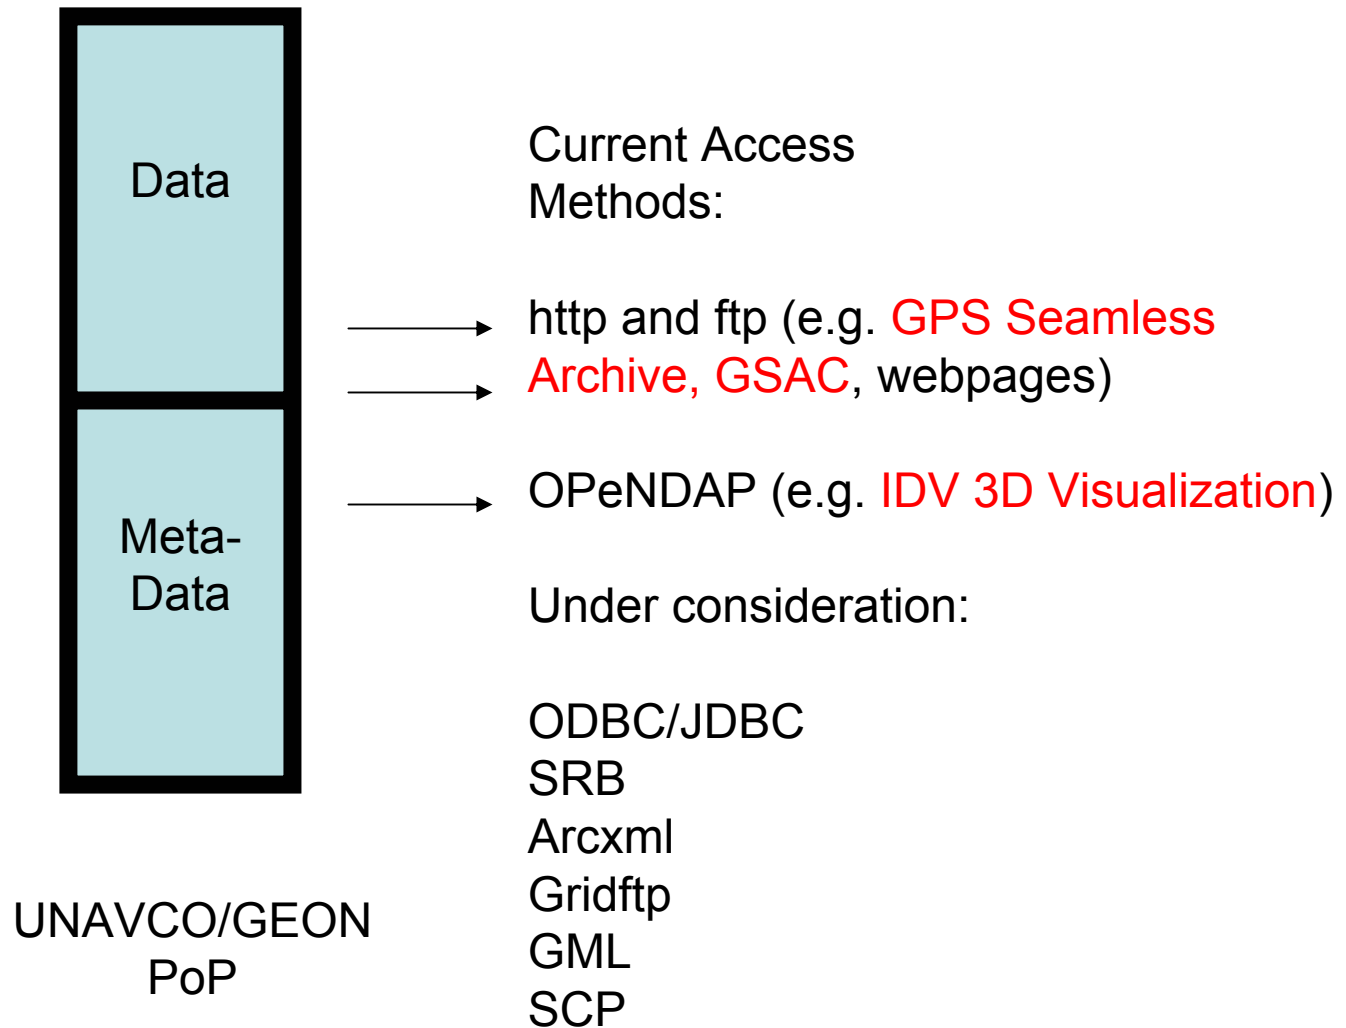 Data
Meta-
Data
UNAVCO/GEON
PoP
Current Access
Methods:
http and ftp (e.g. GPS Seamless
Archive, GSAC, webpages)
OPeNDAP (e.g. IDV 3D Visualization)
Under consideration:
ODBC/JDBC
SRB
Arcxml
Gridftp
GML
SCP